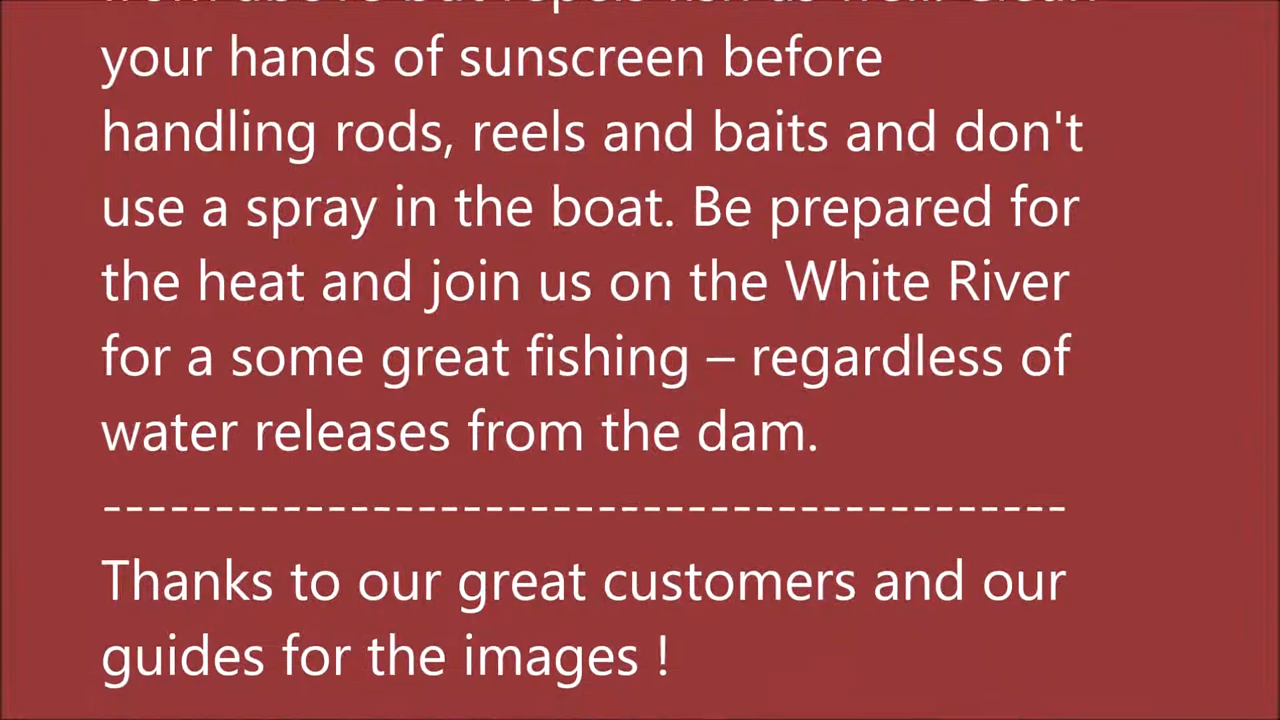 your hands of sunscreen before
handling rods, reels and baits and don't
use a spray in the boat. Be prepared for
the heat and join us on the White River
for a some great fishing – regardless of
water releases from the dam.
-------------------------------------------
Thanks to our great customers and our
guides for the images !